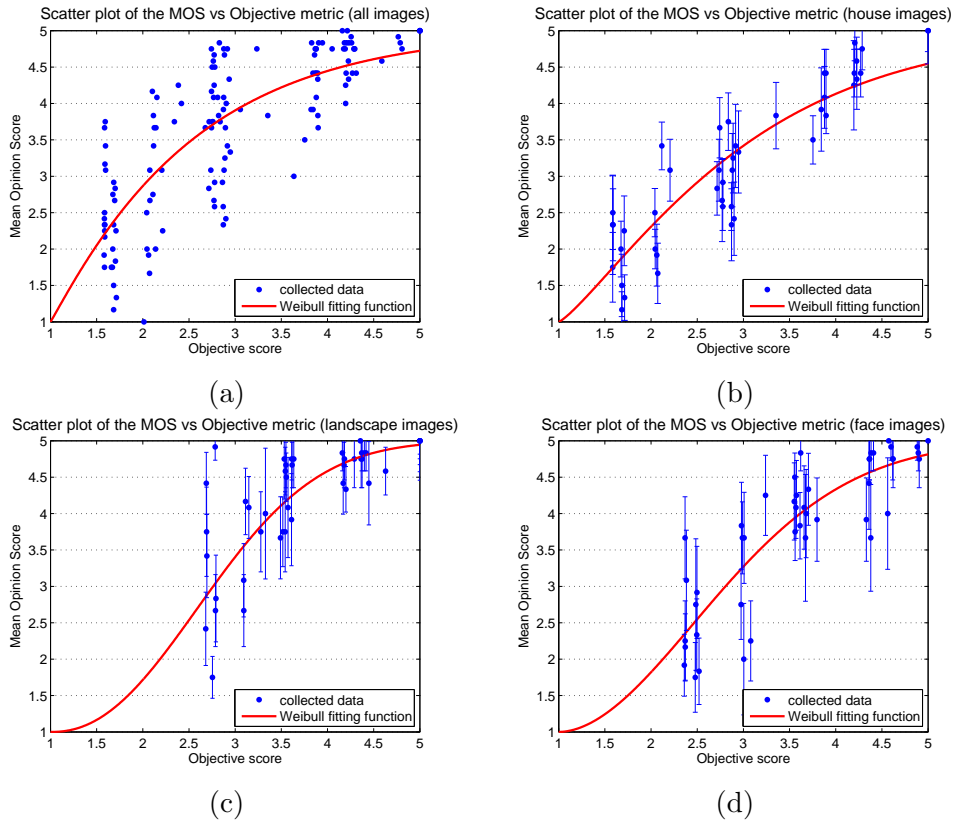 Scatter plot of the MOS vs Objective metric (all images)
5
4.5
4
3.5
3
2.5
2
1.5
1
Mean Opinion Score
collected data
Weibull fitting function
1 1.5 2 2.5 3 3.5 4 4.5 5
Objective score
(a)
Scatter plot of the MOS vs Objective metric (house images)
5
4.5
4
3.5
3
2.5
2
1.5
1
Mean Opinion Score
collected data
Weibull fitting function
1 1.5 2 2.5 3 3.5 4 4.5 5
Objective score
(b)
Scatter plot of the MOS vs Objective metric (landscape images)
5
4.5
4
3.5
3
2.5
2
1.5
1
Mean Opinion Score
collected data
Weibull fitting function
1 1.5 2 2.5 3 3.5 4 4.5 5
Objective score
(c)
Scatter plot of the MOS vs Objective metric (face images)
5
4.5
4
3.5
3
2.5
2
1.5
1
Mean Opinion Score
collected data
Weibull fitting function
1 1.5 2 2.5 3 3.5 4 4.5 5
Objective score
(d)